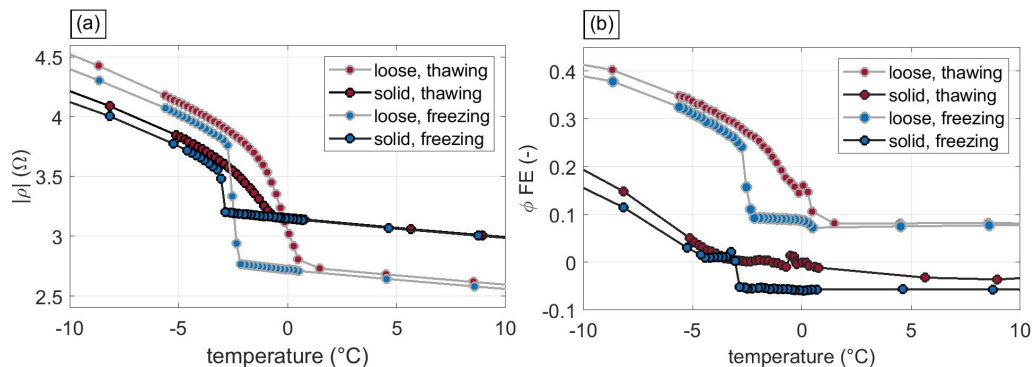 (a)
4.5
4
3.5
3
2.5
|ρ| (Ω)
-10 -5 0 5 10
temperature (°C)
loose, thawing
solid, thawing
loose, freezing
solid, freezing
(b)
0.4
0.3
0.2
0.1
0
-0.1
ϕ FE (-)
-10 -5 0 5 10
temperature (°C)
loose, thawing
solid, thawing
loose, freezing
solid, freezing